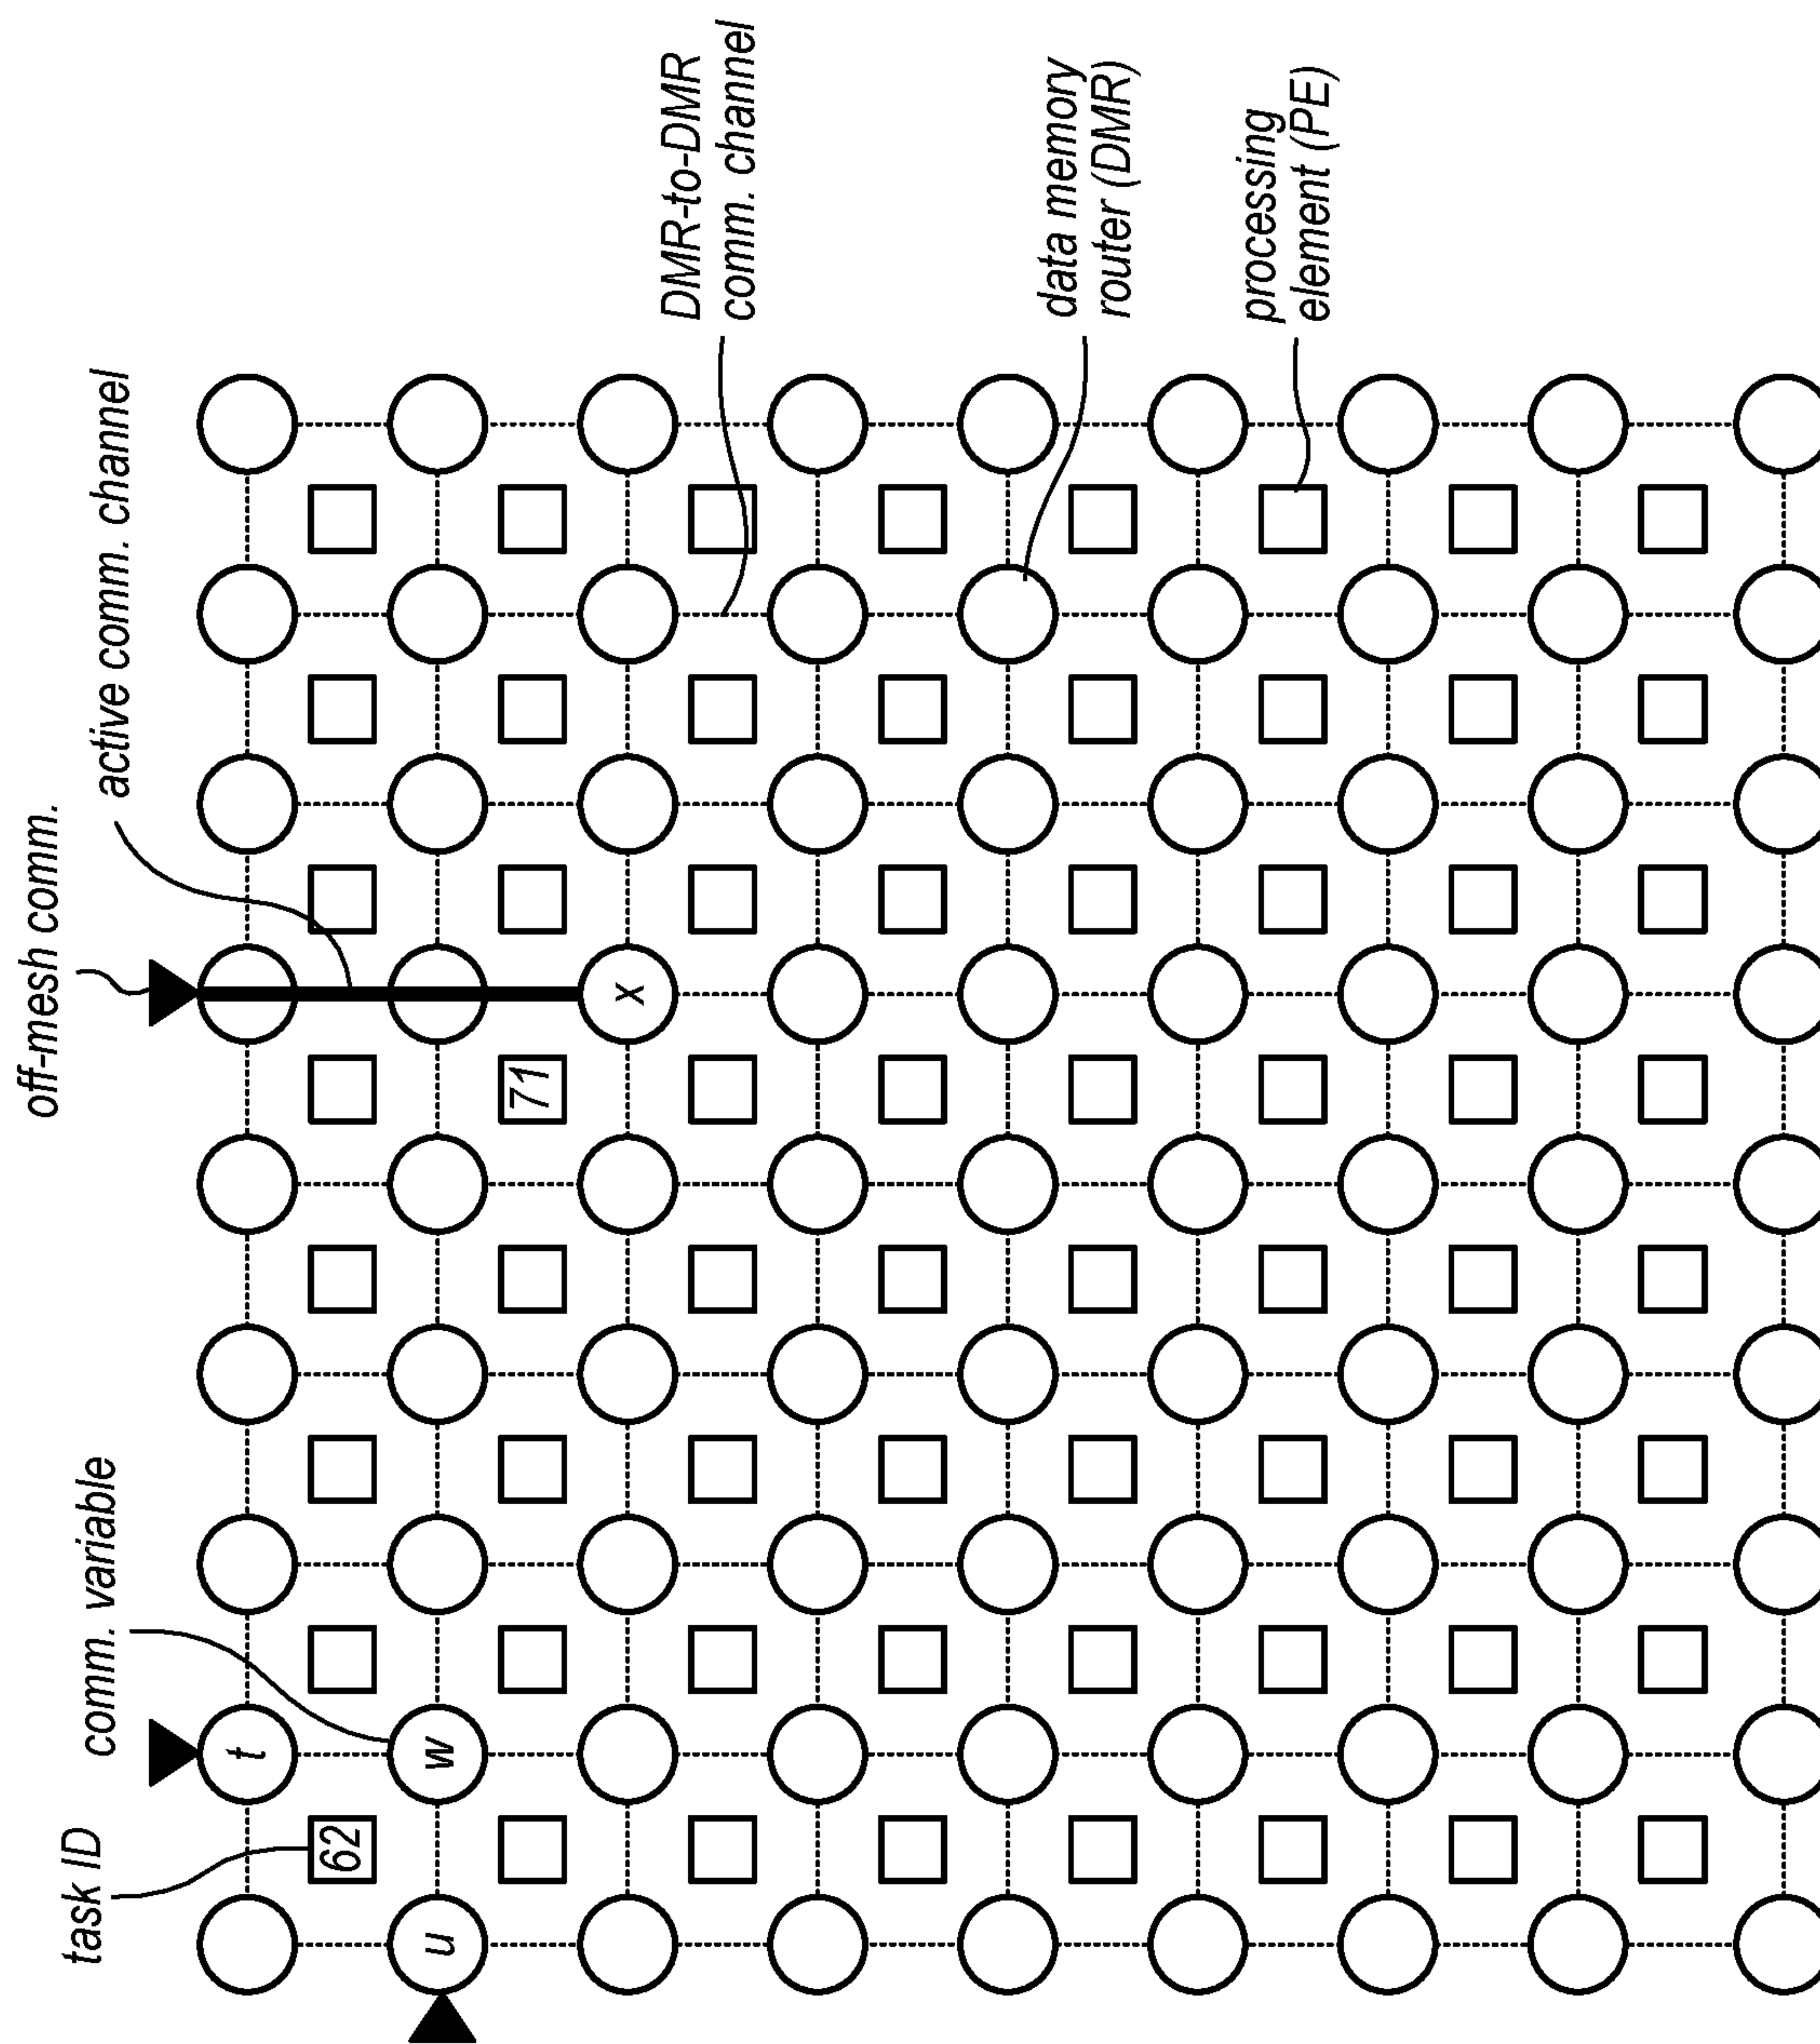 task ID
comm. variable
off-mesh comm.
active comm. channel
62
t
u
w
71
x
DMR-to-DMR
comm. channel
data memory
router (DMR)
processing
element (PE)